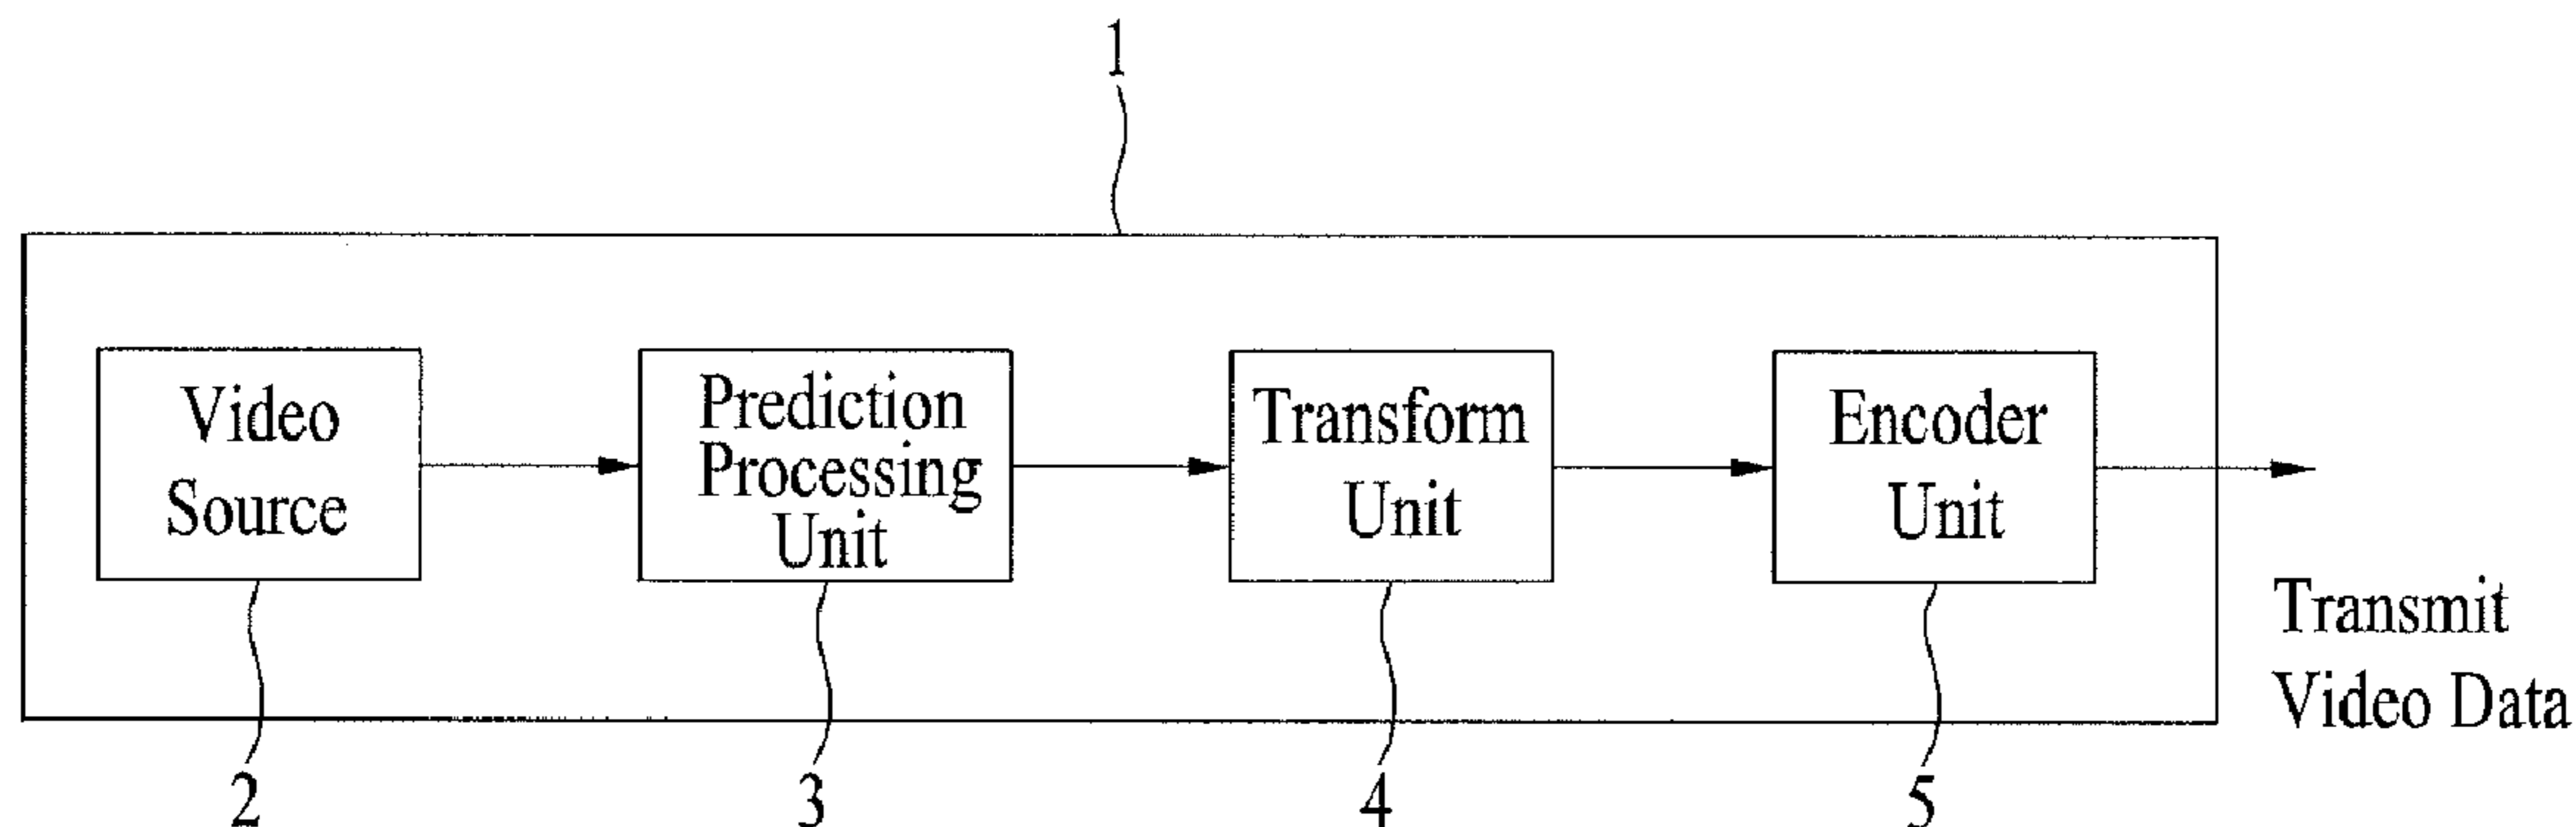 1
Video
Source
Prediction
Processing
Unit
Transform
Unit
Encoder
Unit
Transmit
Video Data
2
3
4
5